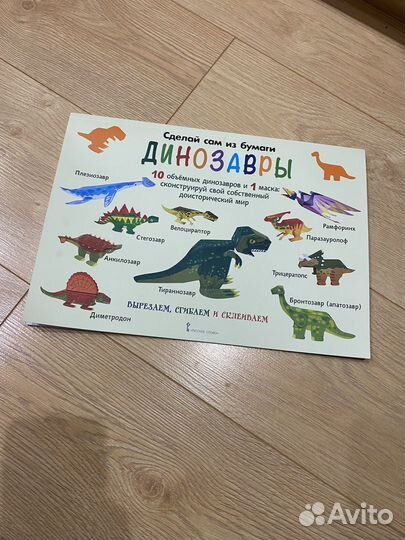 Сделай сам из бумаги
ДИНОЗАВРЫ
10 объёмных динозавров и 1 маска:
сконструируй свой собственный
доисторический мир
Плезиозавр
Рамфоринх
Стегозавр
Велоцираптор
Паразауролоф
Анкилозавр
Трицератопс
Тираннозавр
Бронтозавр (апатозавр)
Диметродон
ВЫРЕЗАЕМ, СГИБАЕМ И СКЛЕИВАЕМ
Avito